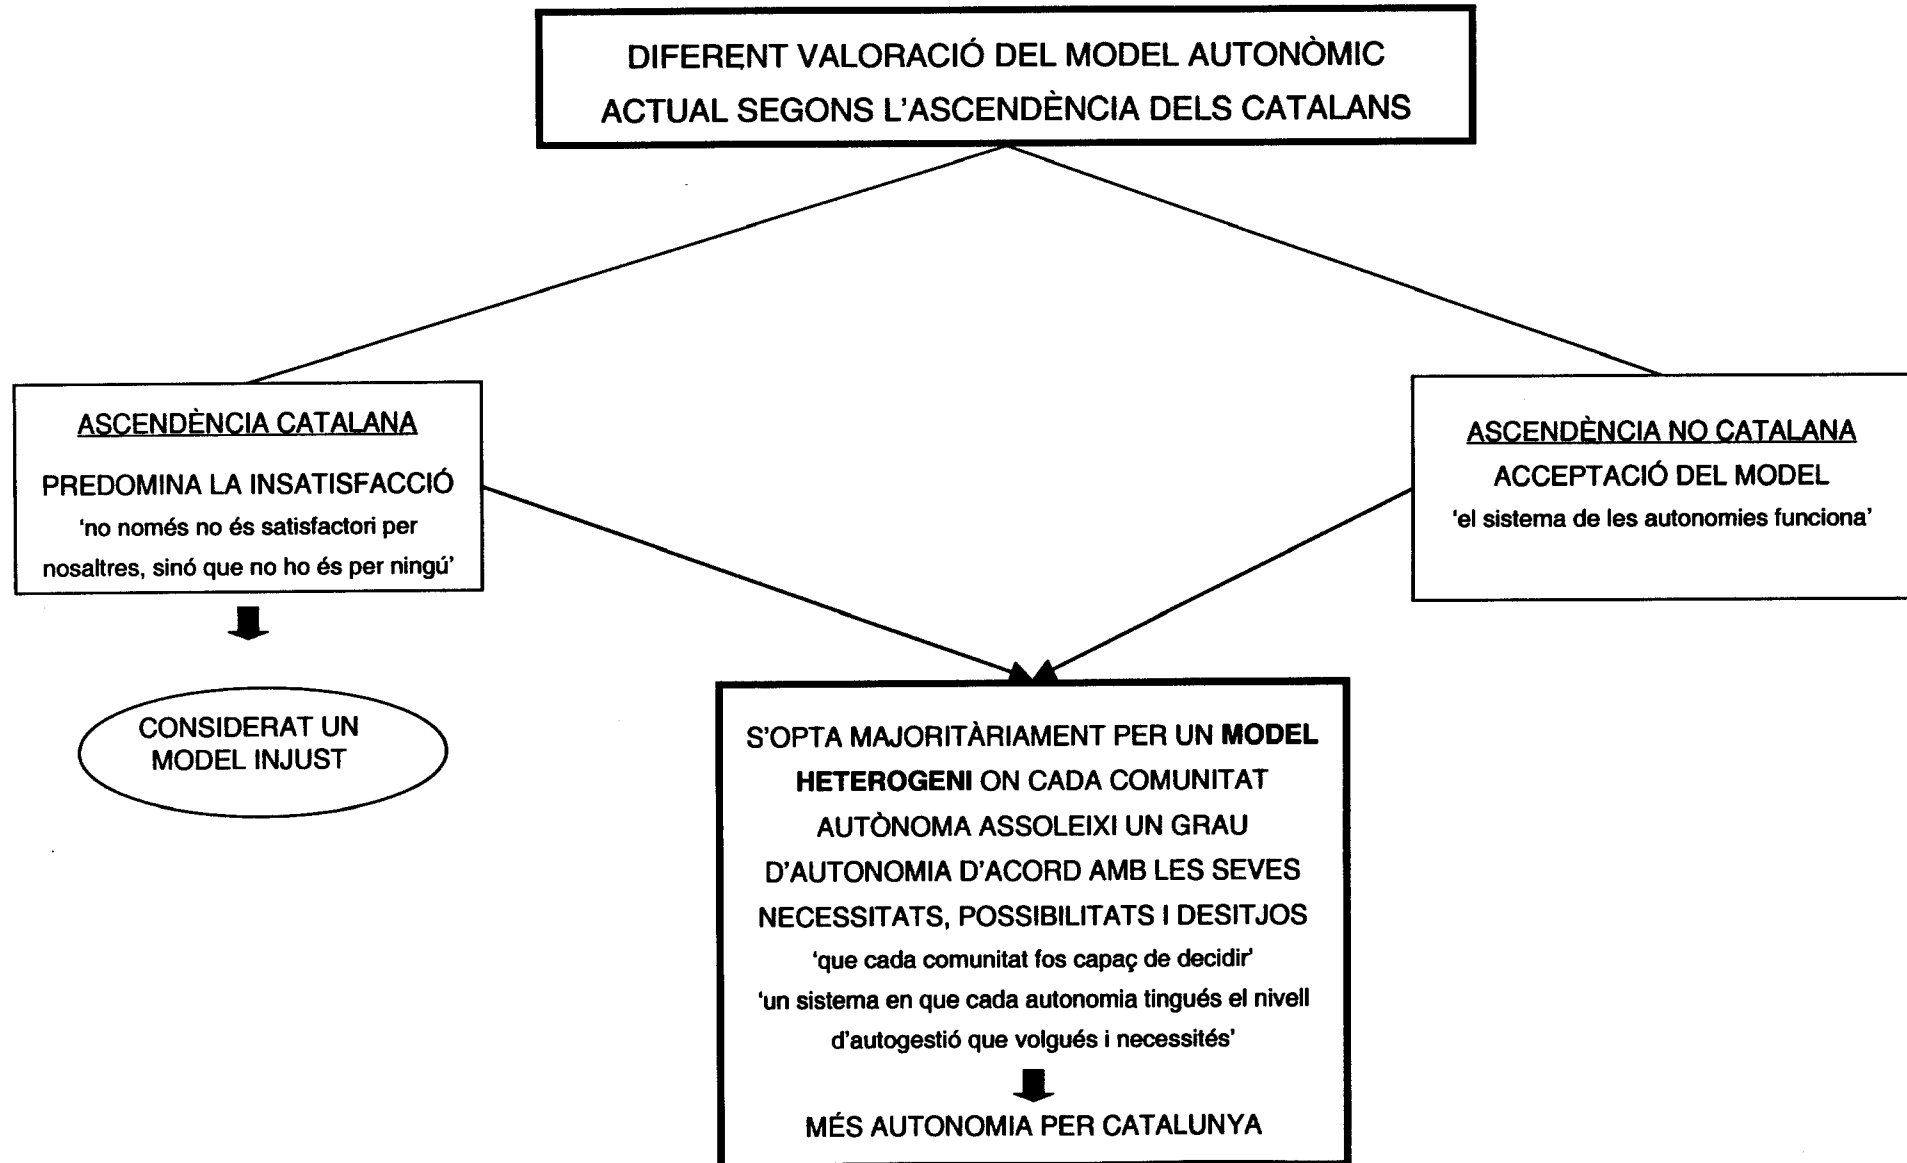 DIFERENT VALORACIÓ DEL MODEL AUTONÒMIC
ACTUAL SEGONS L'ASCENDÈNCIA DELS CATALANS
ASCENDÈNCIA CATALANA
PREDOMINA LA INSATISFACCIÓ
‘no només no és satisfactori per
nosaltres, sinó que no ho és per ningú’
CONSIDERAT UN
MODEL INJUST
ASCENDÈNCIA NO CATALANA
ACCEPTACIÓ DEL MODEL
‘el sistema de les autonomies funciona’
S'OPTA MAJORITÀRIAMENT PER UN MODEL
HETEROGENI ON CADA COMUNITAT
AUTÒNOMA ASSOLEIXI UN GRAU
D'AUTONOMIA D'ACORD AMB LES SEVES
NECESSITATS, POSSIBILITATS I DESITJOS
‘que cada comunitat fos capaç de decidir’
‘un sistema en que cada autonomia tingués el nivell
d'autogestió que volgués i necessités’
MÉS AUTONOMIA PER CATALUNYA